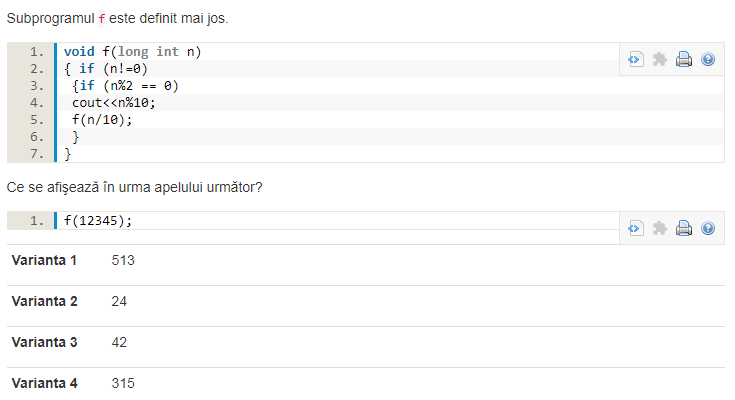 Subprogramul f este definit mai jos.
1. void f(long int n)
2. { if (n!=0)
3. {if (n%2 == 0)
4. cout<<n%10;
5. f(n/10);
6. }
7. }
Ce se afişează în urma apelului următor?
1. f(12345);
Varianta 1 513
Varianta 2 24
Varianta 3 42
Varianta 4 315